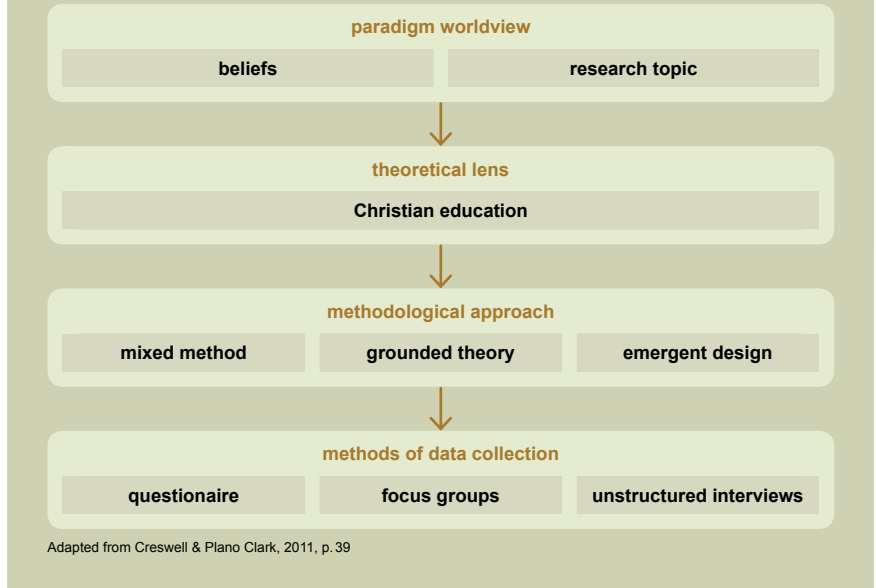 paradigm worldview
beliefs research topic
theoretical lens
Christian education
methodological approach
mixed method grounded theory emergent design
methods of data collection
questionaire focus groups unstructured interviews
Adapted from Creswell & Plano Clark, 2011, p. 39